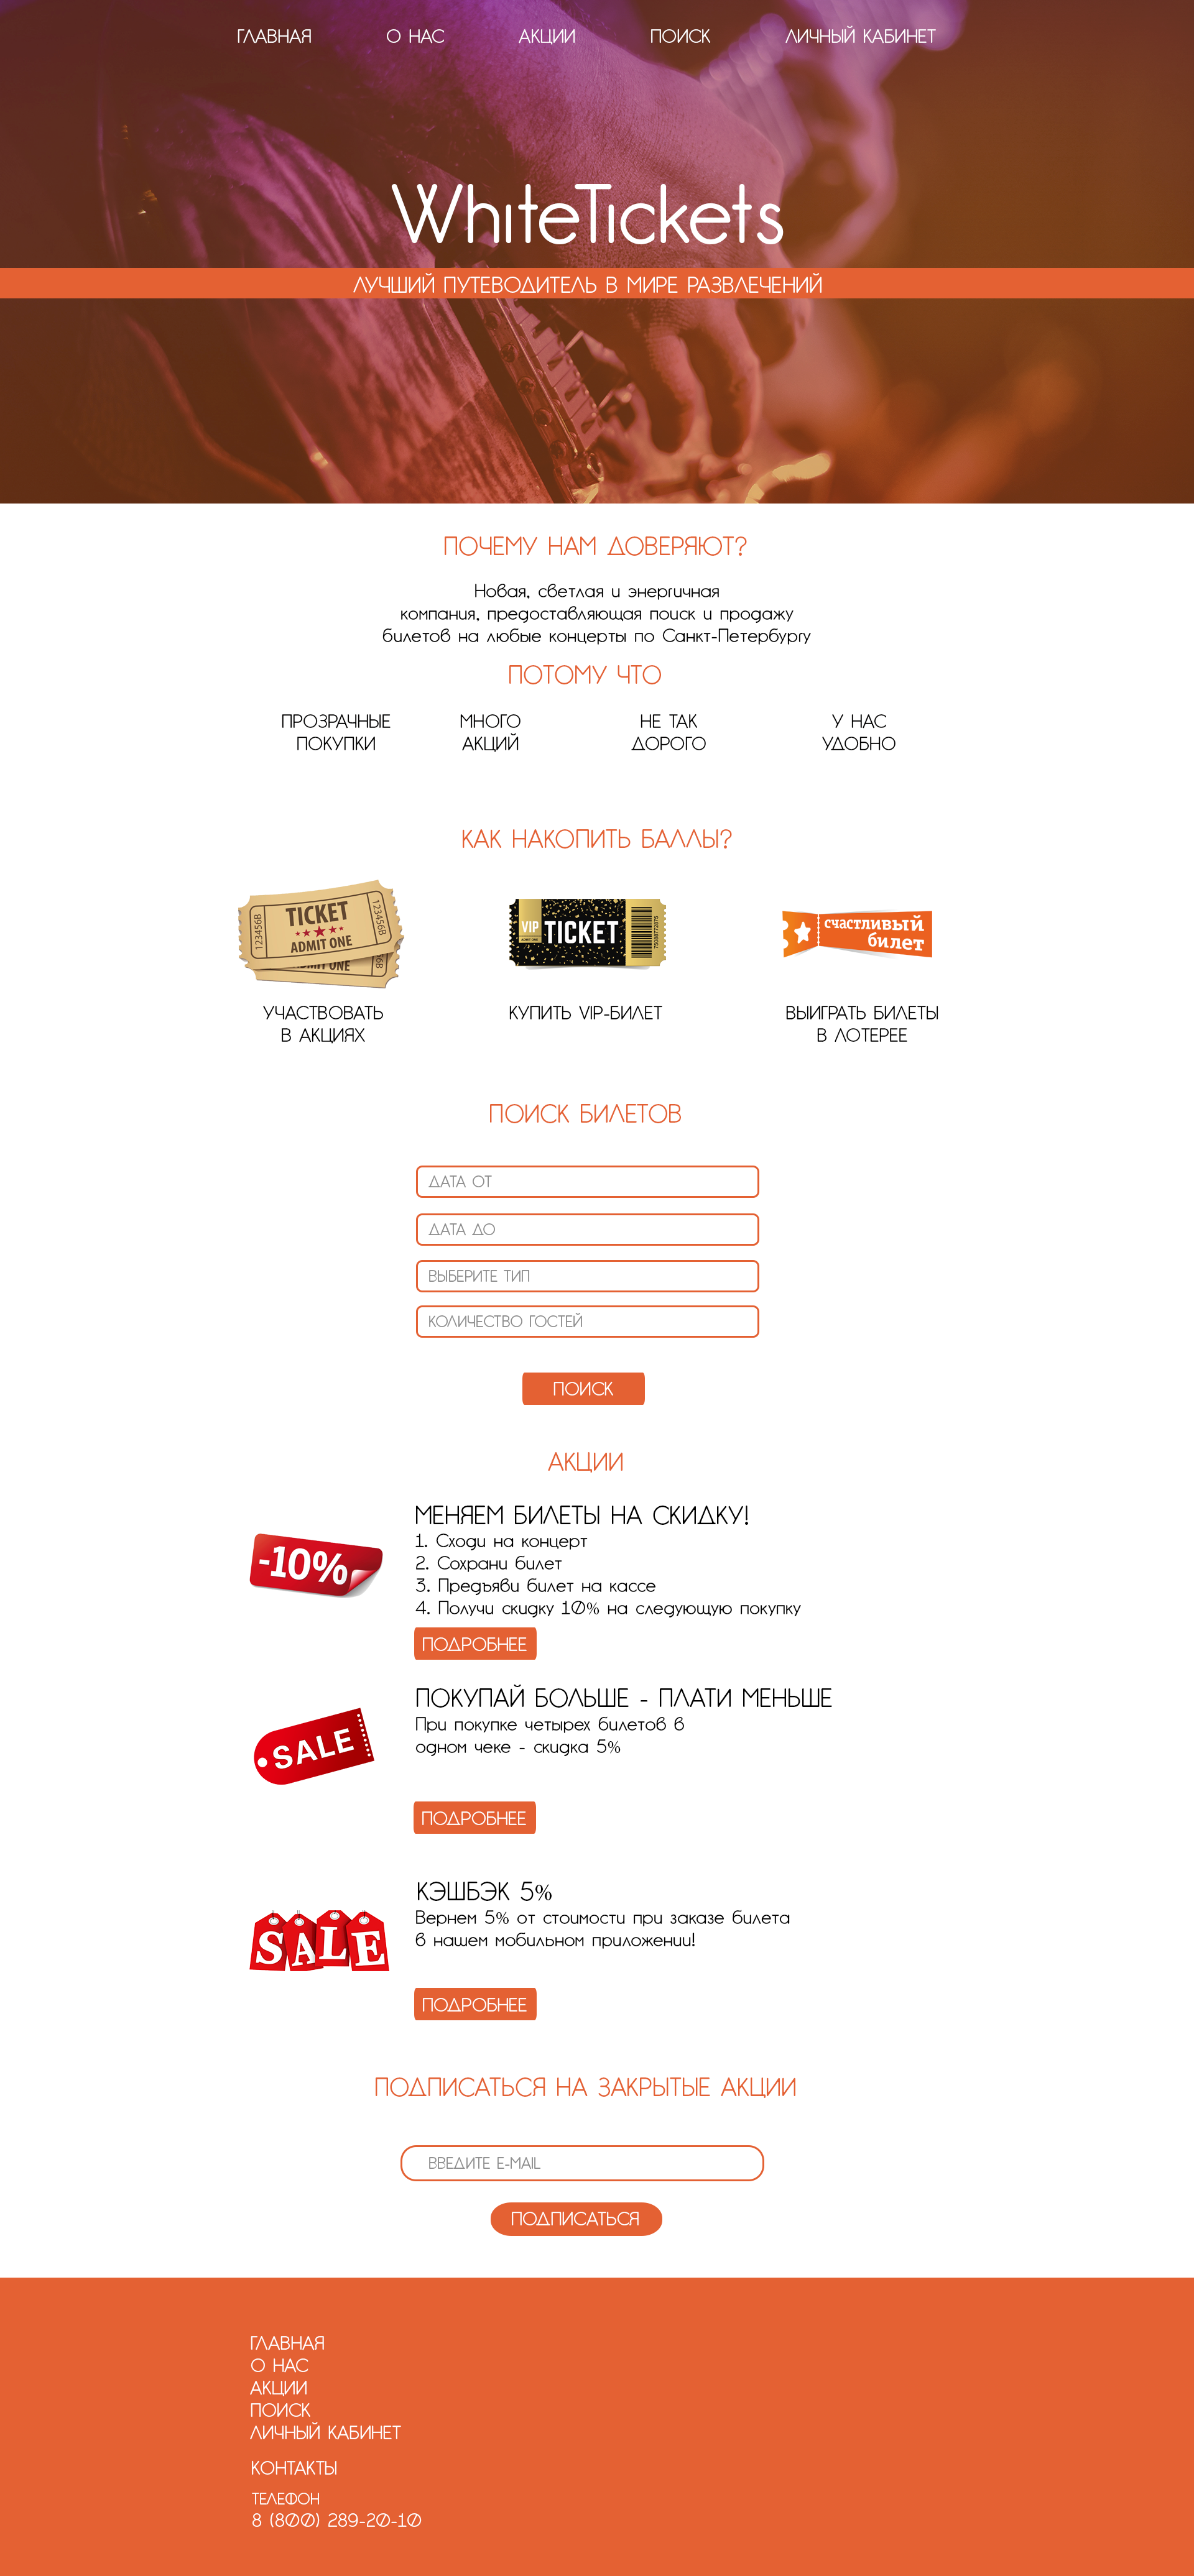 ГЛАВНАЯ О НАС АКЦИИ ПОИСК ЛИЧНЫЙ КАБИНЕТ
WhiteTickets
ЛУЧШИЙ ПУТЕВОДИТЕЛЬ В МИРЕ РАЗВЛЕЧЕНИЙ
ПОЧЕМУ НАМ ДОВЕРЯЮТ?
Новая, светлая и энергичная
компания, предоставляющая поиск и продажу
билетов на любые концерты по Санкт-Петербургу
ПОТОМУ ЧТО
ПРОЗРАЧНЫЕ
ПОКУПКИ
МНОГО
АКЦИЙ
НЕ ТАК
ДОРОГО
У НАС
УДОБНО
КАК НАКОПИТЬ БАЛЛЫ?
123456B
TICKET
ADMIT ONE
123456B
ADMIT ONE
VIP
TICKET
счастливый
билет
УЧАСТВОВАТЬ
В АКЦИЯХ
КУПИТЬ VIP-БИЛЕТ
ВЫИГРАТЬ БИЛЕТЫ
В ЛОТЕРЕЕ
ПОИСК БИЛЕТОВ
ДАТА ОТ
ДАТА ДО
ВЫБЕРИТЕ ТИП
КОЛИЧЕСТВО ГОСТЕЙ
ПОИСК
АКЦИИ
-10%
МЕНЯЕМ БИЛЕТЫ НА СКИДКУ!
1. Сходи на концерт
2. Сохрани билет
3. Предъяви билет на кассе
4. Получи скидку 10% на следующую покупку
ПОДРОБНЕЕ
SALE
ПОКУПАЙ БОЛЬШЕ - ПЛАТИ МЕНЬШЕ
При покупке четырех билетов в
одном чеке - скидка 5%
ПОДРОБНЕЕ
SALE
КЭШБЭК 5%
Вернем 5% от стоимости при заказе билета
в нашем мобильном приложении!
ПОДРОБНЕЕ
ПОДПИСАТЬСЯ НА ЗАКРЫТЫЕ АКЦИИ
ВВЕДИТЕ E-MAIL
ПОДПИСАТЬСЯ
ГЛАВНАЯ
О НАС
АКЦИИ
ПОИСК
ЛИЧНЫЙ КАБИНЕТ
КОНТАКТЫ
ТЕЛЕФОН
8 (800) 289-20-10